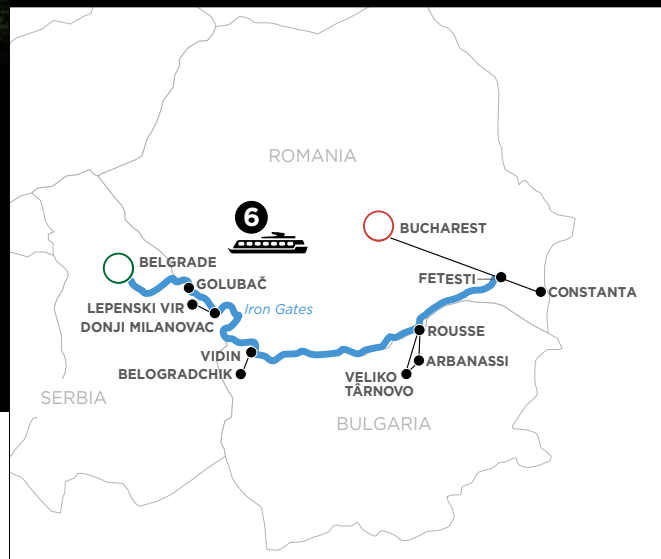 ROMANIA
6
BUCHAREST
BELGRADE
FETESTI
GOLUBAČ
CONSTANTA
LEPENSKI VIR
Iron Gates
DONJI MILANOVAC
ROUSSE
VIDIN
ARBANASSI
BELOGRADCHIK
VELIKO
TÂRNOVO
SERBIA
BULGARIA